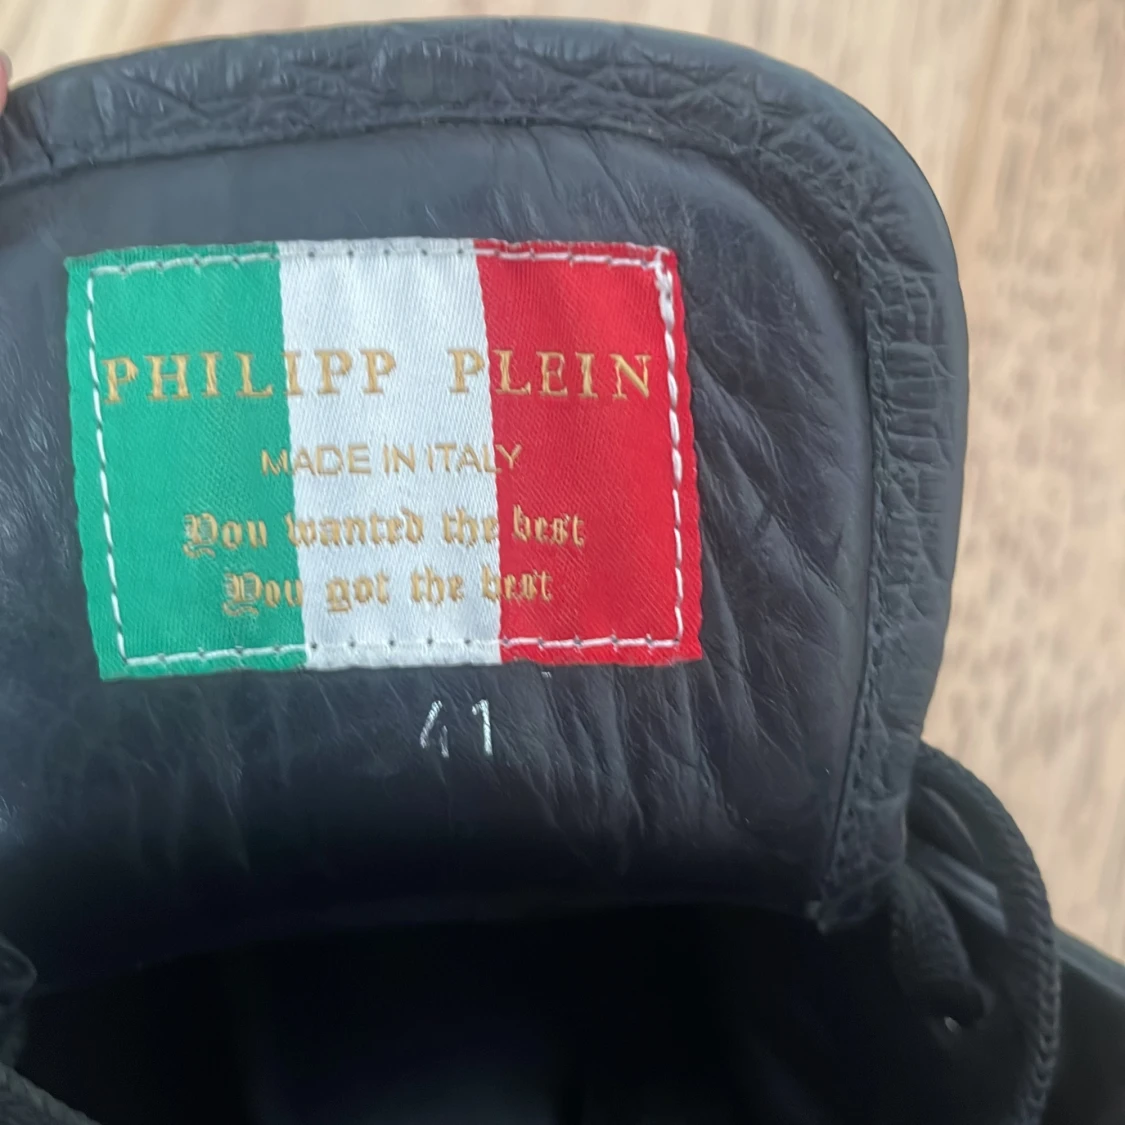 PHILIPP PLEIN
MADE IN ITALY
You wanted the best
You got the best
41